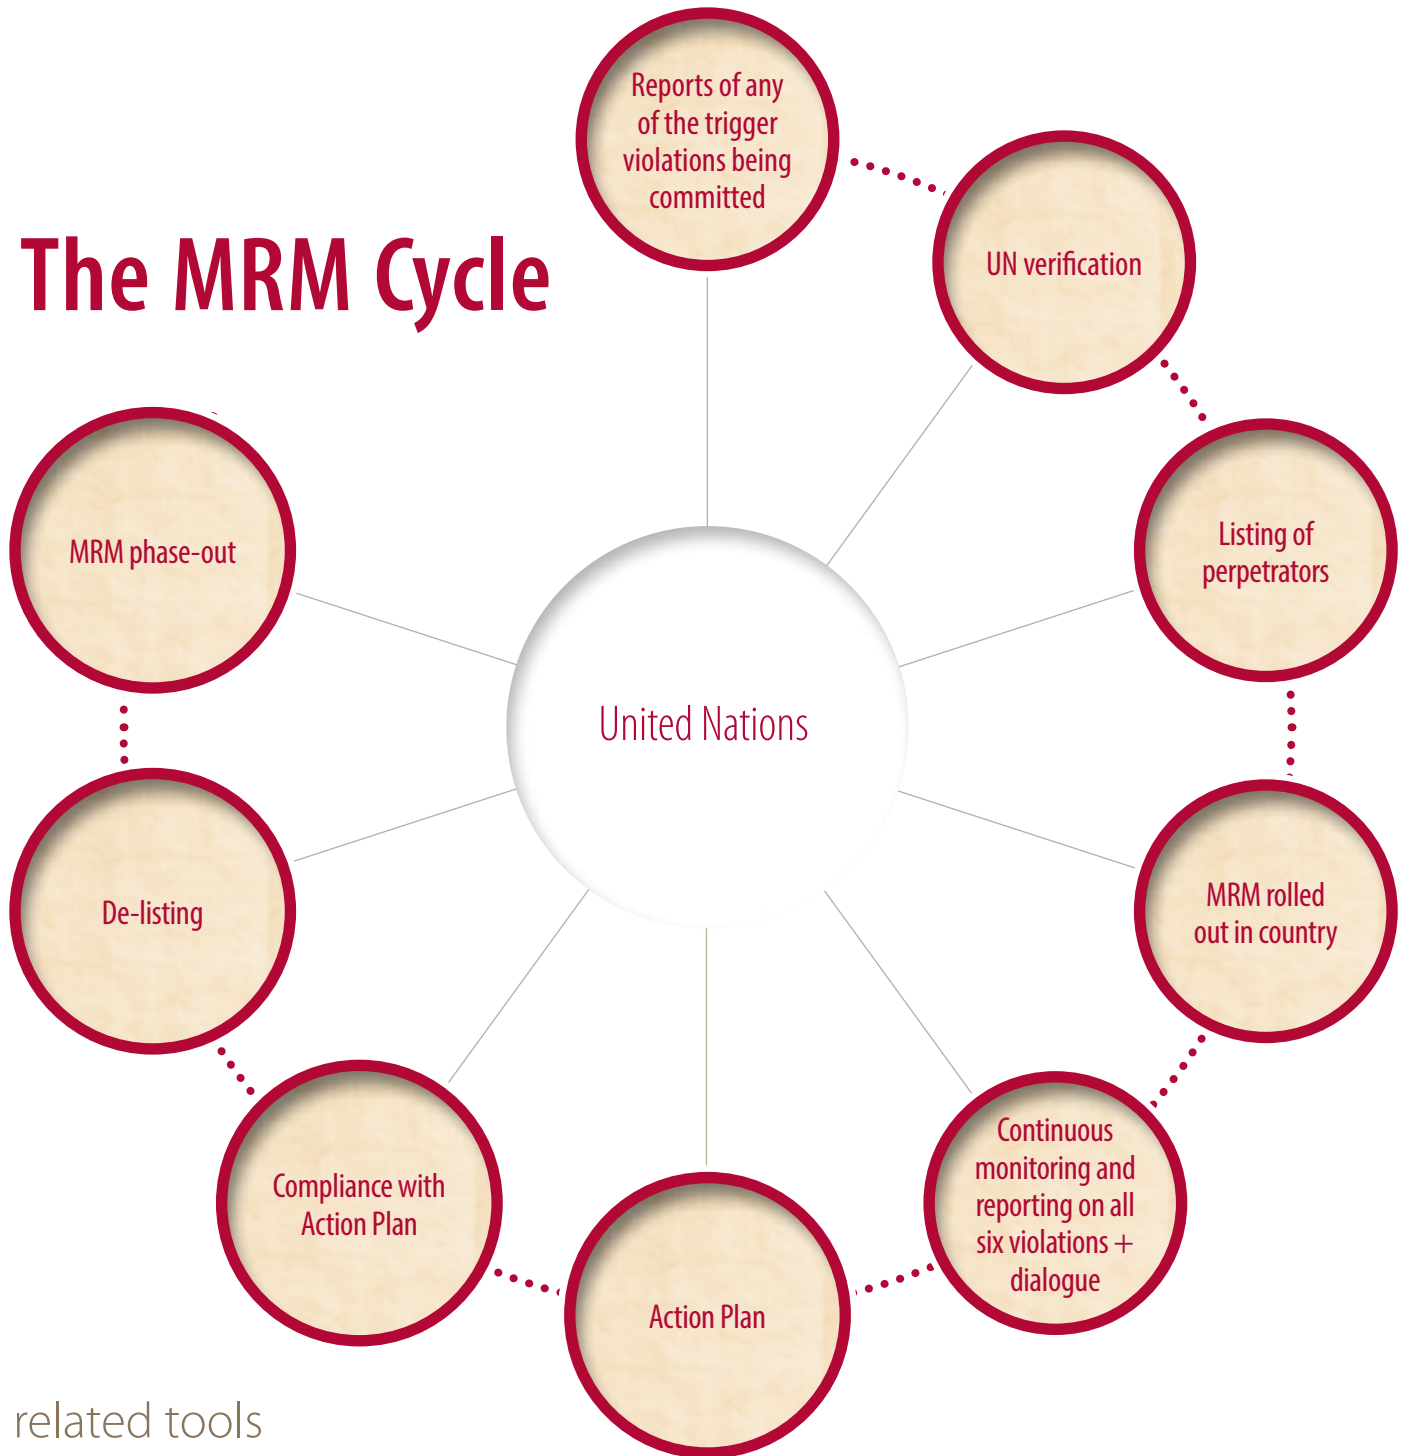 The MRM Cycle
Reports of any
of the trigger
violations being
committed
UN verification
Listing of
perpetrators
MRM rolled
out in country
Continuous
monitoring and
reporting on all
six violations +
dialogue
Action Plan
Compliance with
Action Plan
De-listing
MRM phase-out
United Nations
related tools